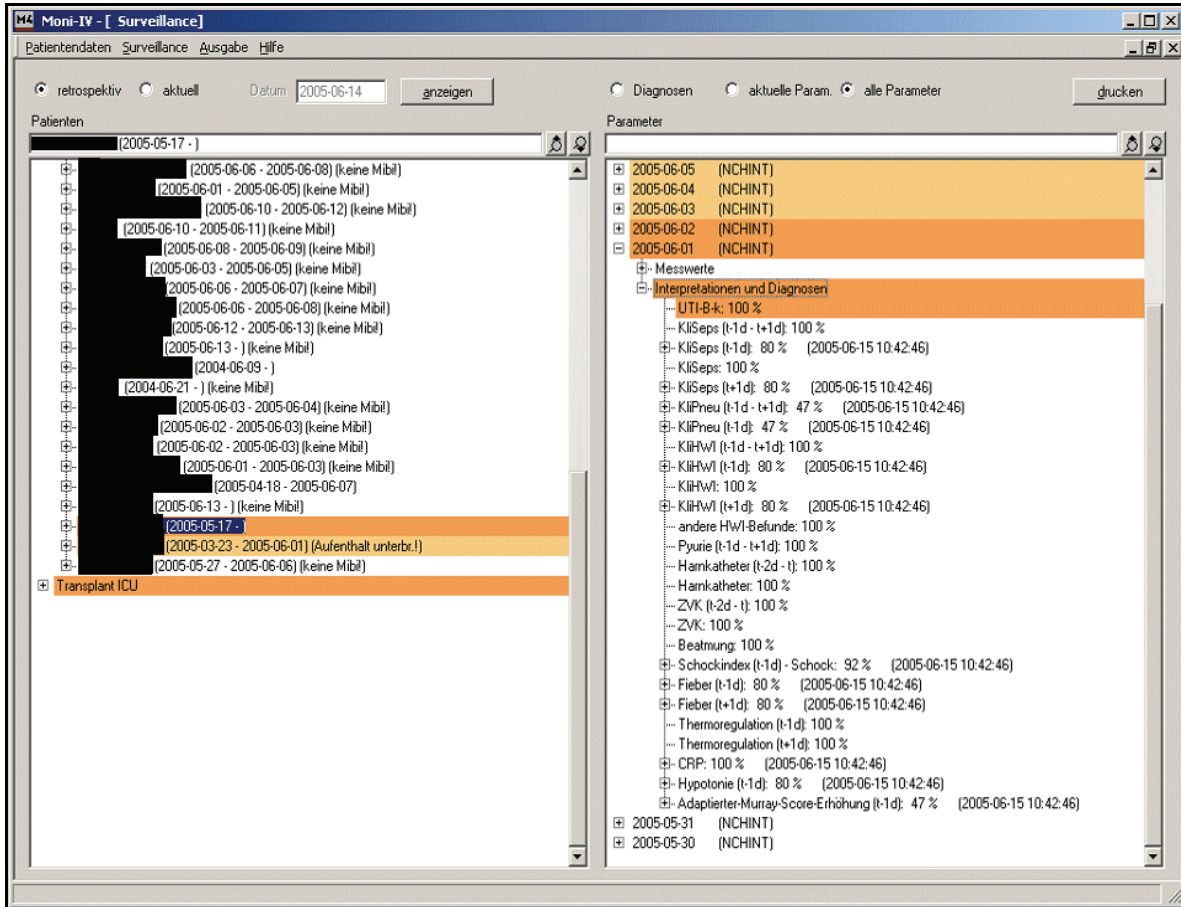 Moni-IV - [ Surveillance]
Patientendaten Surveillance Ausgabe Hilfe
retrospektiv aktuell Datum 2005-06-14 anzeigen
Diagnosen aktuelle Param. alle Parameter drucken
Patienten
(2005-05-17 - )
(2005-06-06 - 2005-06-08) (keine Mibi!)
(2005-06-01 - 2005-06-05) (keine Mibi!)
(2005-06-10 - 2005-06-12) (keine Mibi!)
(2005-06-10 - 2005-06-11) (keine Mibi!)
(2005-06-08 - 2005-06-09) (keine Mibi!)
(2005-06-03 - 2005-06-05) (keine Mibi!)
(2005-06-06 - 2005-06-07) (keine Mibi!)
(2005-06-06 - 2005-06-08) (keine Mibi!)
(2005-06-12 - 2005-06-13) (keine Mibi!)
(2005-06-13 - ) (keine Mibi!)
(2004-06-09 - )
(2004-06-21 - ) (keine Mibi!)
(2005-06-03 - 2005-06-04) (keine Mibi!)
(2005-06-02 - 2005-06-03) (keine Mibi!)
(2005-06-02 - 2005-06-03) (keine Mibi!)
(2005-06-01 - 2005-06-03) (keine Mibi!)
(2005-04-18 - 2005-06-07)
(2005-06-13 - ) (keine Mibi!)
(2005-05-17 - )
(2005-03-23 - 2005-06-01) (Aufenthalt unterbr.!)
(2005-05-27 - 2005-06-06) (keine Mibi!)
Transplant ICU
Parameter
2005-06-05 (NCHINT)
2005-06-04 (NCHINT)
2005-06-03 (NCHINT)
2005-06-02 (NCHINT)
2005-06-01 (NCHINT)
Messwerte
Interpretationen und Diagnosen
UTI-B-k: 100 %
KliSeps (t-1d - t+1d): 100 %
KliSeps (t-1d): 80 % (2005-06-15 10:42:46)
KliSeps: 100 %
KliSeps (t+1d): 80 % (2005-06-15 10:42:46)
KliPneu (t-1d - t+1d): 47 % (2005-06-15 10:42:46)
KliPneu (t-1d): 47 % (2005-06-15 10:42:46)
KliHWI (t-1d - t+1d): 100 %
KliHWI (t-1d): 80 % (2005-06-15 10:42:46)
KliHWI: 100 %
KliHWI (t+1d): 80 % (2005-06-15 10:42:46)
andere HWI-Befunde: 100 %
Pyurie (t-1d - t+1d): 100 %
Harnkatheter (t-2d - t): 100 %
Harnkatheter: 100 %
ZVK (t-2d - t): 100 %
ZVK: 100 %
Beatmung: 100 %
Schockindex (t-1d) - Schock: 92 % (2005-06-15 10:42:46)
Fieber (t-1d): 80 % (2005-06-15 10:42:46)
Fieber (t+1d): 80 % (2005-06-15 10:42:46)
Thermoregulation (t-1d): 100 %
Thermoregulation (t+1d): 100 %
CRP: 100 % (2005-06-15 10:42:46)
Hypotonie (t-1d): 80 % (2005-06-15 10:42:46)
Adaptierter-Murray-Score-Erhöhung (t-1d): 47 % (2005-06-15 10:42:46)
2005-05-31 (NCHINT)
2005-05-30 (NCHINT)